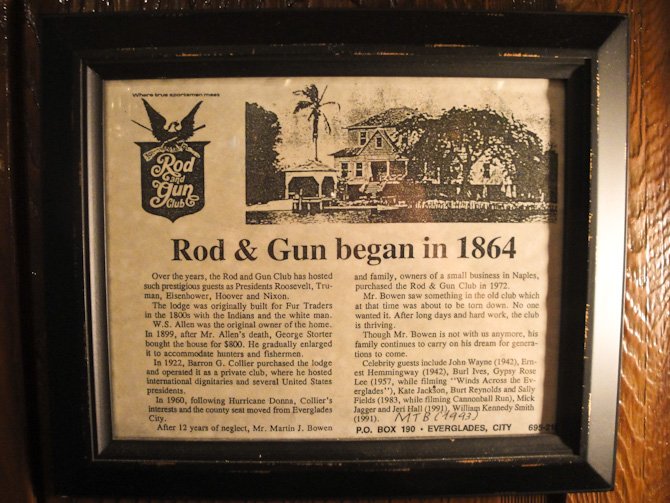 Where true sportsmen meet
Rod
and
Gun
Club
Rod & Gun began in 1864
Over the years, the Rod and Gun Club has hosted
such prestigious guests as Presidents Roosevelt, Tru-
man, Eisenhower, Hoover and Nixon.
The lodge was originally built for Fur Traders
in the 1800s with the Indians and the white man.
W.S. Allen was the original owner of the home.
In 1899, after Mr. Allen's death, George Storter
bought the house for $800. He gradually enlarged
it to accommodate hunters and fishermen.
In 1922, Barron G. Collier purchased the lodge
and operated it as a private club, where he hosted
international dignitaries and several United States
presidents.
In 1960, following Hurricane Donna, Collier's
interests and the county seat moved from Everglades
City.
After 12 years of neglect, Mr. Martin J. Bowen
and family, owners of a small business in Naples,
purchased the Rod & Gun Club in 1972.
Mr. Bowen saw something in the old club which
at that time was about to be torn down. No one
wanted it. After long days and hard work, the club
is thriving.
Though Mr. Bowen is not with us anymore, his
family continues to carry on his dream for genera-
tions to come.
Celebrity guests include John Wayne (1942), Ern-
est Hemmingway (1942), Burl Ives, Gypsy Rose
Lee (1957, while filming "Winds Across the Ev-
erglades"), Kate Jackson, Burt Reynolds and Sally
Fields (1983, while filming Cannonball Run), Mick
Jagger and Jeri Hall (1991), William Kennedy Smith
(1991). MTB (1993)
P.O. BOX 190 • EVERGLADES, CITY